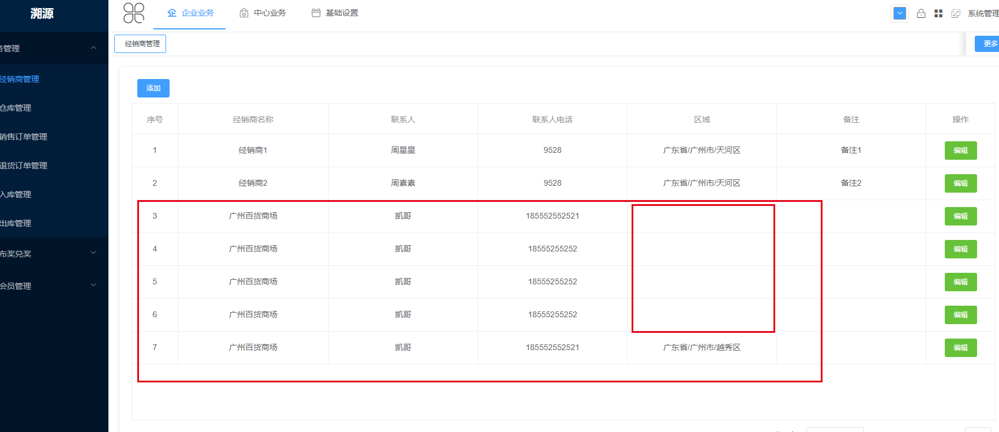 溯源
企业业务 中心业务 基础设置 系统管理
务管理
经销商管理 更多
经销商管理
仓库管理
销售订单管理
退货订单管理
入库管理
出库管理
布奖兑奖
会员管理
添加
序号 经销商名称 联系人 联系人电话 区域 备注 操作
1 经销商1 周星星 9528 广东省/广州市/天河区 备注1 编辑
2 经销商2 周素素 9528 广东省/广州市/天河区 备注2 编辑
3 广州百货商场 凯哥 185552552521 编辑
4 广州百货商场 凯哥 18555255252 编辑
5 广州百货商场 凯哥 18555255252 编辑
6 广州百货商场 凯哥 18555255252 编辑
7 广州百货商场 凯哥 185552552521 广东省/广州市/越秀区 编辑